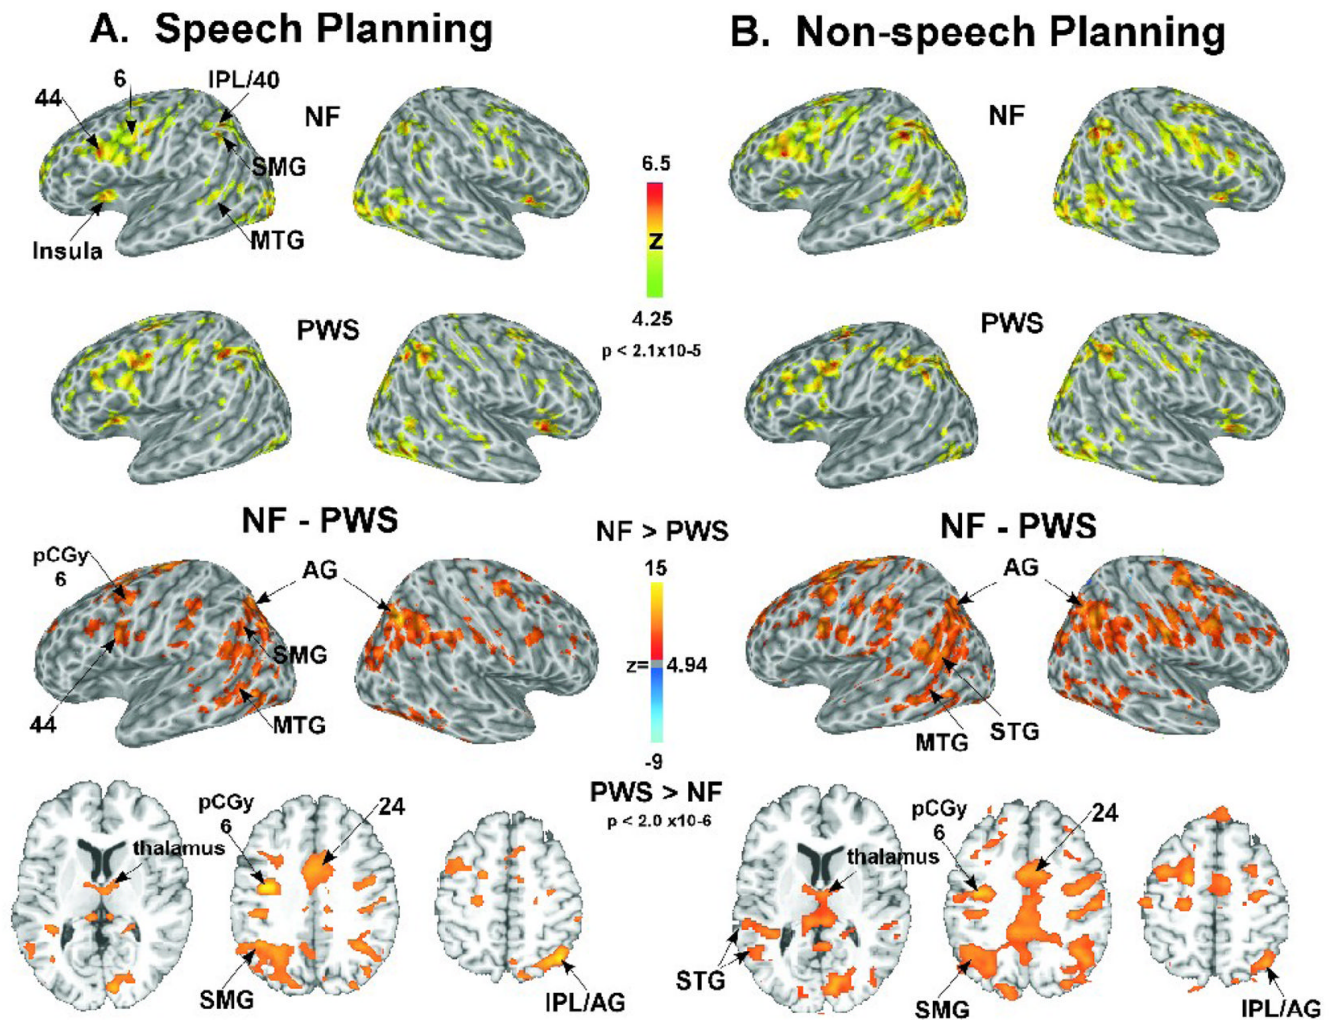 A. Speech Planning
B. Non-speech Planning
44
6
IPL/40
NF
SMG
MTG
Insula
NF
6.5
Z
4.25
p < 2.1x10-5
PWS
PWS
NF - PWS
NF > PWS
NF - PWS
pCGy
6
AG
SMG
MTG
44
15
z= 4.94
-9
PWS > NF
p < 2.0 x10-6
AG
MTG
STG
thalamus
pCGy
6
24
SMG
IPL/AG
thalamus
STG
pCGy
6
24
SMG
IPL/AG